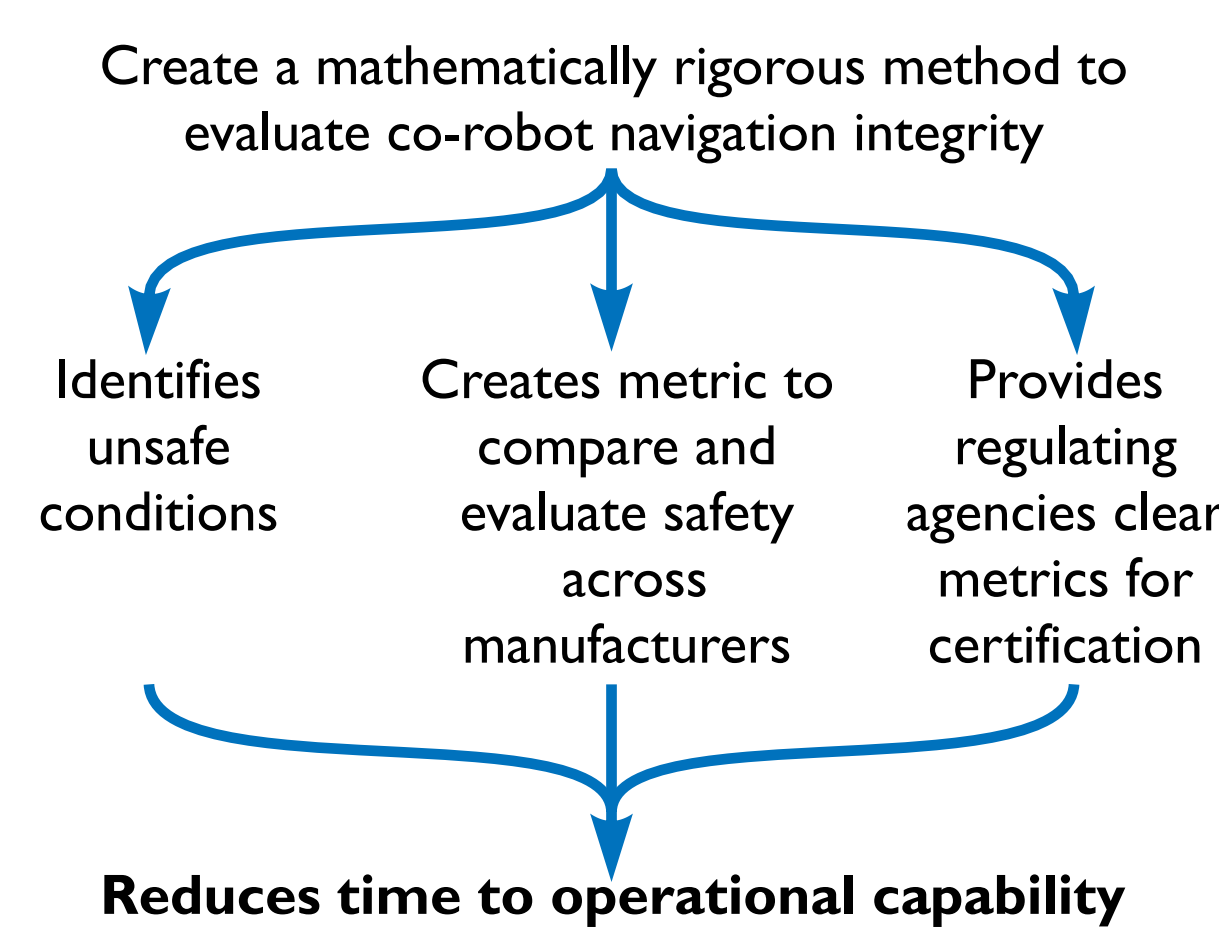 Create a mathematically rigorous method to
evaluate co-robot navigation integrity
Identifies
unsafe
conditions
Creates metric to
compare and
evaluate safety
across
manufacturers
Provides
regulating
agencies clear
metrics for
certification
Reduces time to operational capability